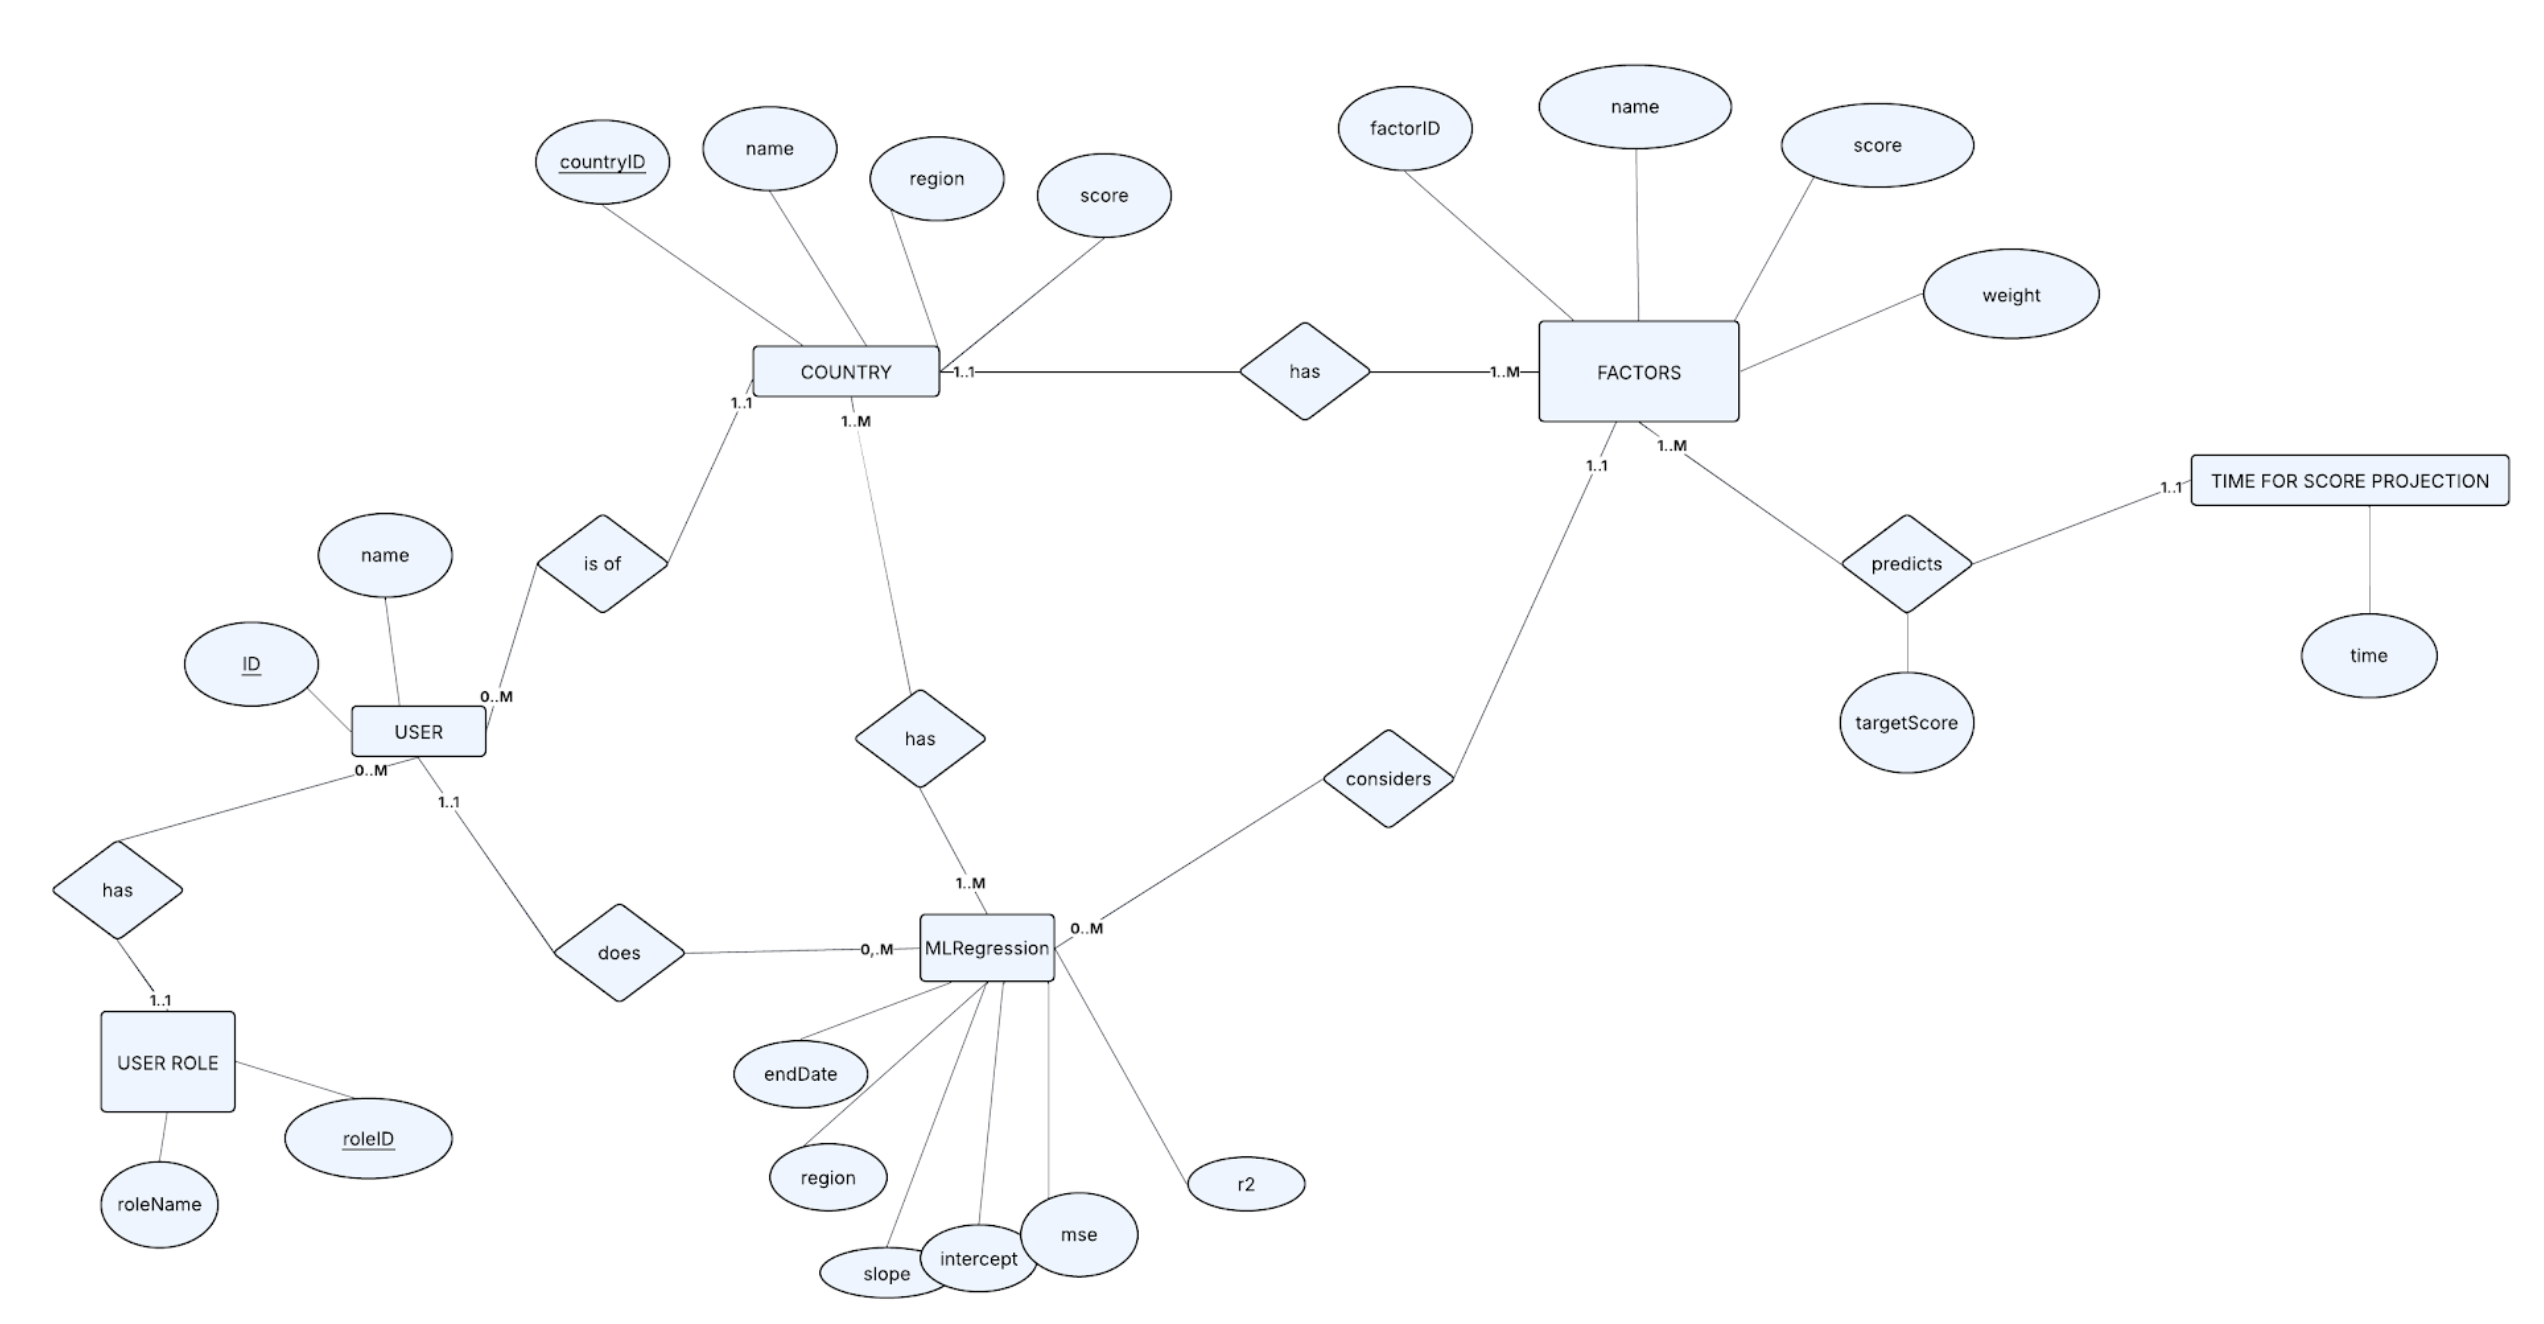 name
factorID
score
name
countryID
region
score
weight
COUNTRY
1..1
has
1..M
FACTORS
1..1
1..M
1..M
1..1
TIME FOR SCORE PROJECTION
1..1
name
is of
predicts
ID
time
0..M
targetScore
USER
has
considers
0..M
1..1
1..M
has
0..M
does
0,.M
MLRegression
1..1
USER ROLE
endDate
roleID
region
r2
roleName
mse
intercept
slope